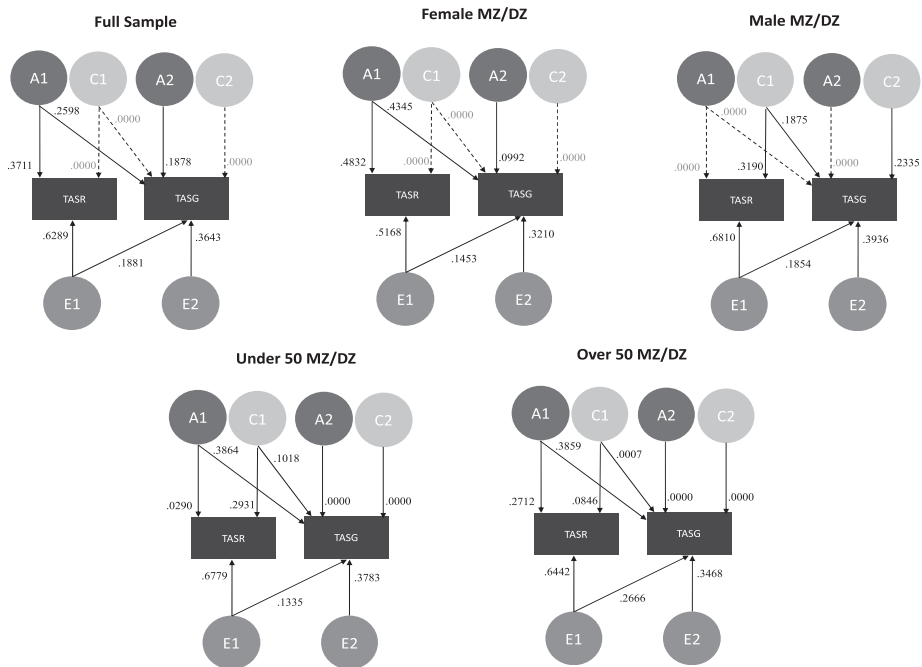 Full Sample
A1 C1 A2 C2
.2598 .0000
.3711 .0000 .1878 .0000
TASR TASG
.6289 .3643
.1881
E1 E2
Female MZ/DZ
A1 C1 A2 C2
.4345 .0000
.4832 .0000 .0992 .0000
TASR TASG
.5168 .3210
.1453
E1 E2
Male MZ/DZ
A1 C1 A2 C2
.1875
.0000 .3190 .0000 .2335
TASR TASG
.6810 .3936
.1854
E1 E2
Under 50 MZ/DZ
A1 C1 A2 C2
.3864 .1018
.0290 .2931 .0000 .0000
TASR TASG
.6779 .3783
.1335
E1 E2
Over 50 MZ/DZ
A1 C1 A2 C2
.3859 .0007
.2712 .0846 .0000 .0000
TASR TASG
.6442 .3468
.2666
E1 E2